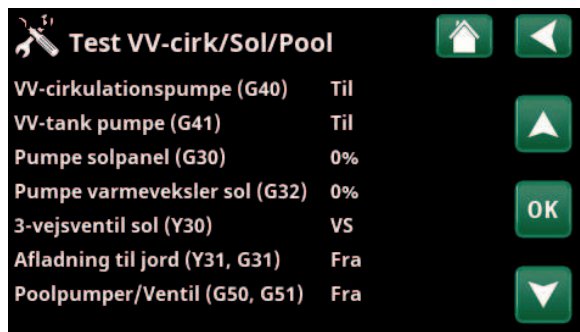 Test VV-cirk/Sol/Pool
VV-cirkulationspumpe (G40) Til
VV-tank pumpe (G41) Til
Pumpe solpanel (G30) 0%
Pumpe varmeveksler sol (G32) 0%
3-vejsventil sol (Y30) VS
Afladning til jord (Y31, G31) Fra
Poolpumper/Ventil (G50, G51) Fra
OK